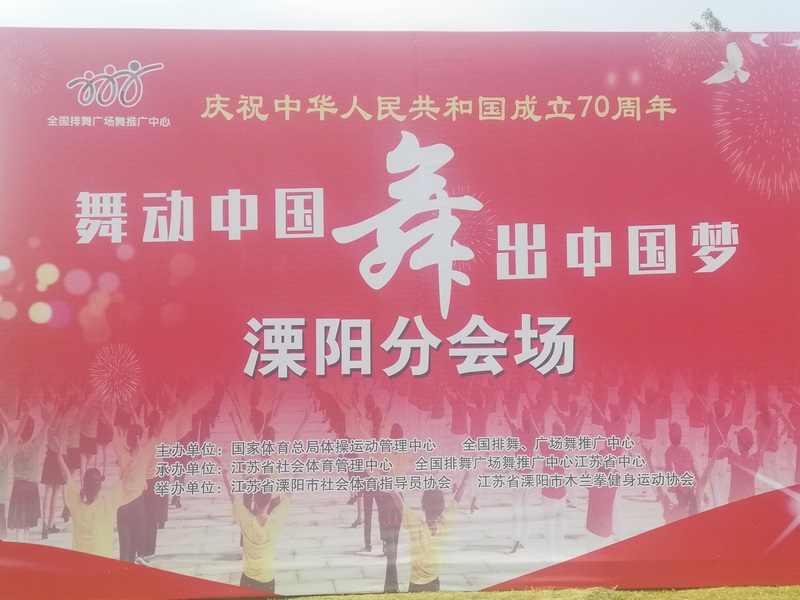 全国排舞广场舞推广中心
庆祝中华人民共和国成立70周年
舞动中国 舞出中国梦
溧阳分会场
主办单位：国家体育总局体操运动管理中心 全国排舞、广场舞推广中心
承办单位：江苏省社会体育管理中心 全国排舞广场舞推广中心江苏省中心
举办单位：江苏省溧阳市社会体育指导员协会 江苏省溧阳市木兰拳健身运动协会